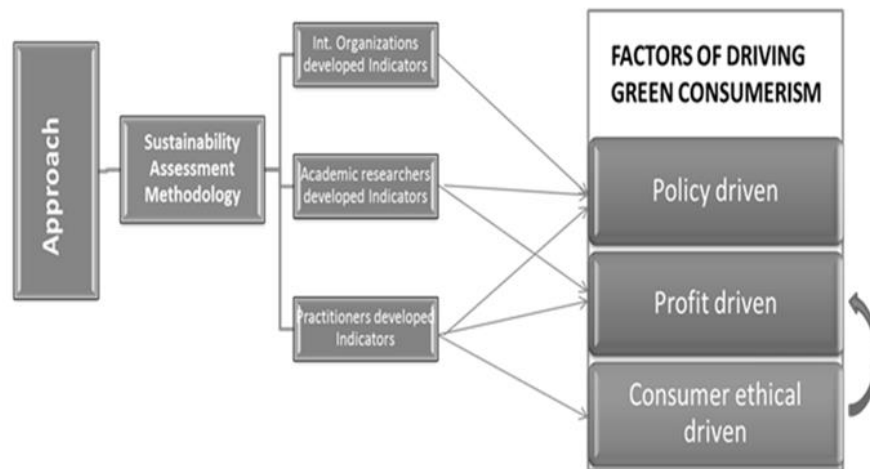 Approach
Sustainability
Assessment
Methodology
Int. Organizations
developed Indicators
Academic researchers
developed Indicators
Practitioners developed
Indicators
FACTORS OF DRIVING
GREEN CONSUMERISM
Policy driven
Profit driven
Consumer ethical
driven